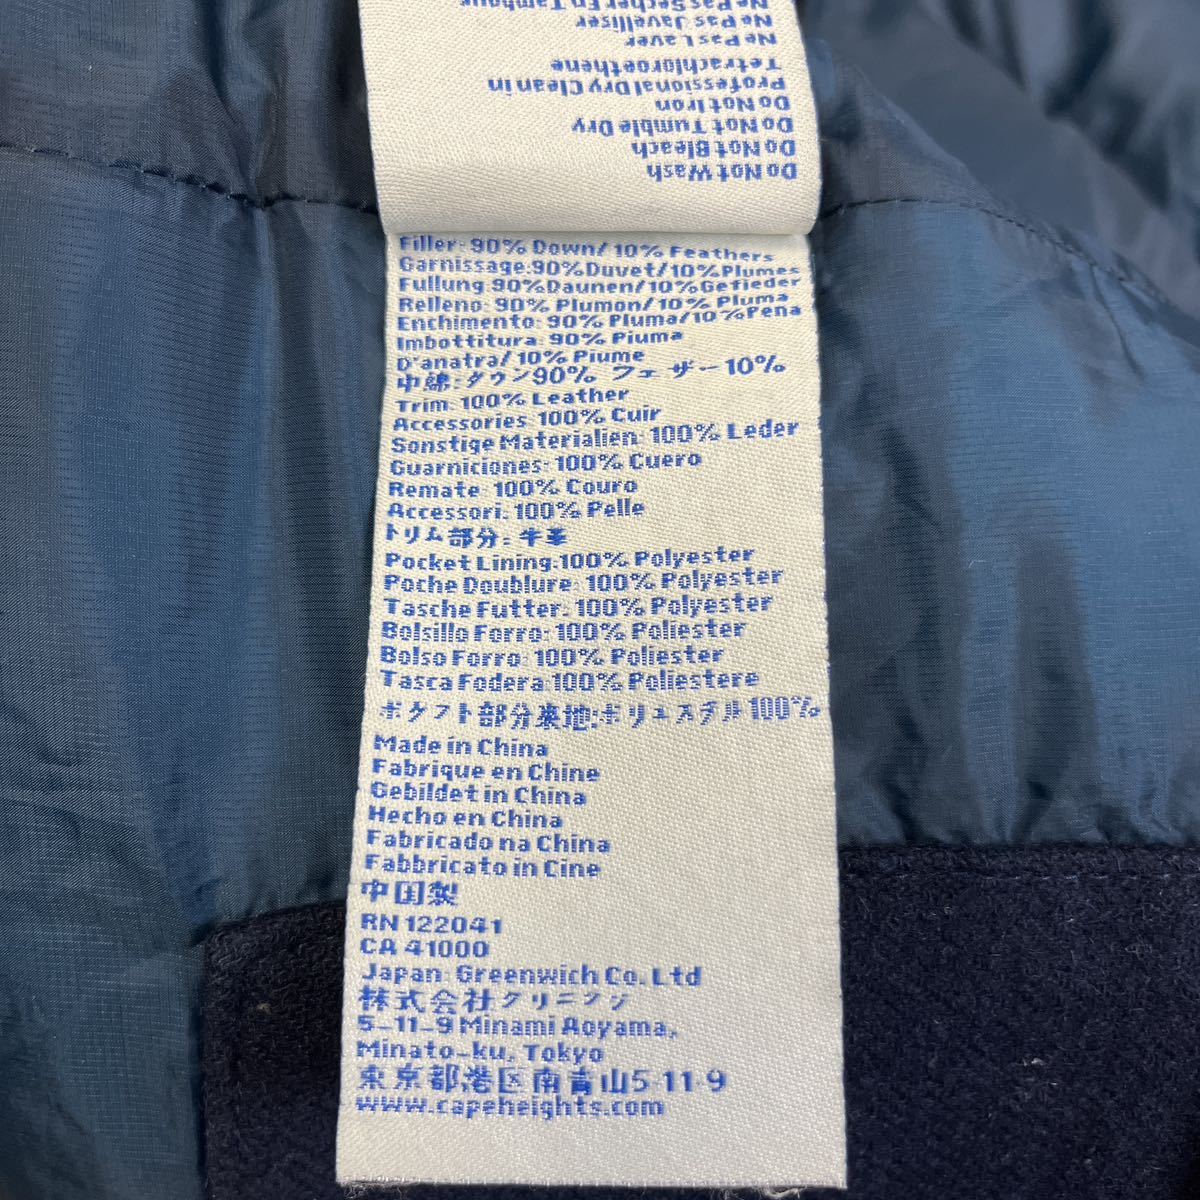 Do Not Wash
Do Not Bleach
Do Not Tumble Dry
Do Not Iron
Professional Dry Clean in
Tetrachloroethene
Ne Pas Laver
Ne Pas Javelliser
Ne Pas Secher En Tambour
Filler: 90% Down/ 10% Feathers
Garnissage:90%Duvet/10%Plumes
Fullung:90%Daunen/10%Gefieder
Relleno: 90% Plumon/10% Pluma
Enchimento: 90% Pluma/10%Pena
Imbottitura: 90% Piuma
D'anatra/ 10% Piume
中綿:ダウン90% フェザー10%
Trim: 100% Leather
Accessories 100% Cuir
Sonstige Materialien: 100% Leder
Guarniciones: 100% Cuero
Remate: 100% Couro
Accessori: 100% Pelle
トリム部分:牛革
Pocket Lining:100% Polyester
Poche Doublure: 100% Polyester
Tasche Futter: 100% Polyester
Bolsillo Forro: 100% Poliester
Bolso Forro: 100% Poliester
Tasca Fodera:100% Poliestere
ポケット部分素地:ポリエステル100%
Made in China
Fabrique en Chine
Gebildet in China
Hecho en China
Fabricado na China
Fabbricato in Cine
中国製
RN 122041
CA 41000
Japan: Greenwich Co. Ltd
株式会社グリニッジ
5-11-9 Minami Aoyama,
Minato-ku, Tokyo
東京都港区南青山5-11-9
www.capeheights.com